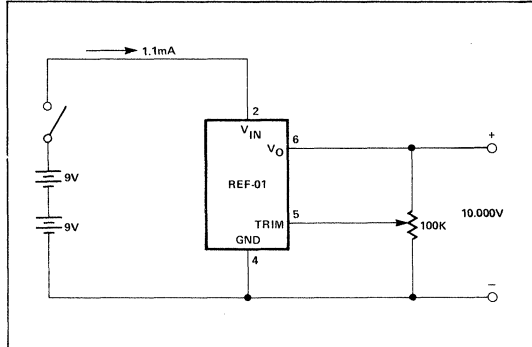 1.1mA
2
V_IN
V_O
6
+
9V
REF-01
5
TRIM
100K
10.000V
9V
GND
4
−